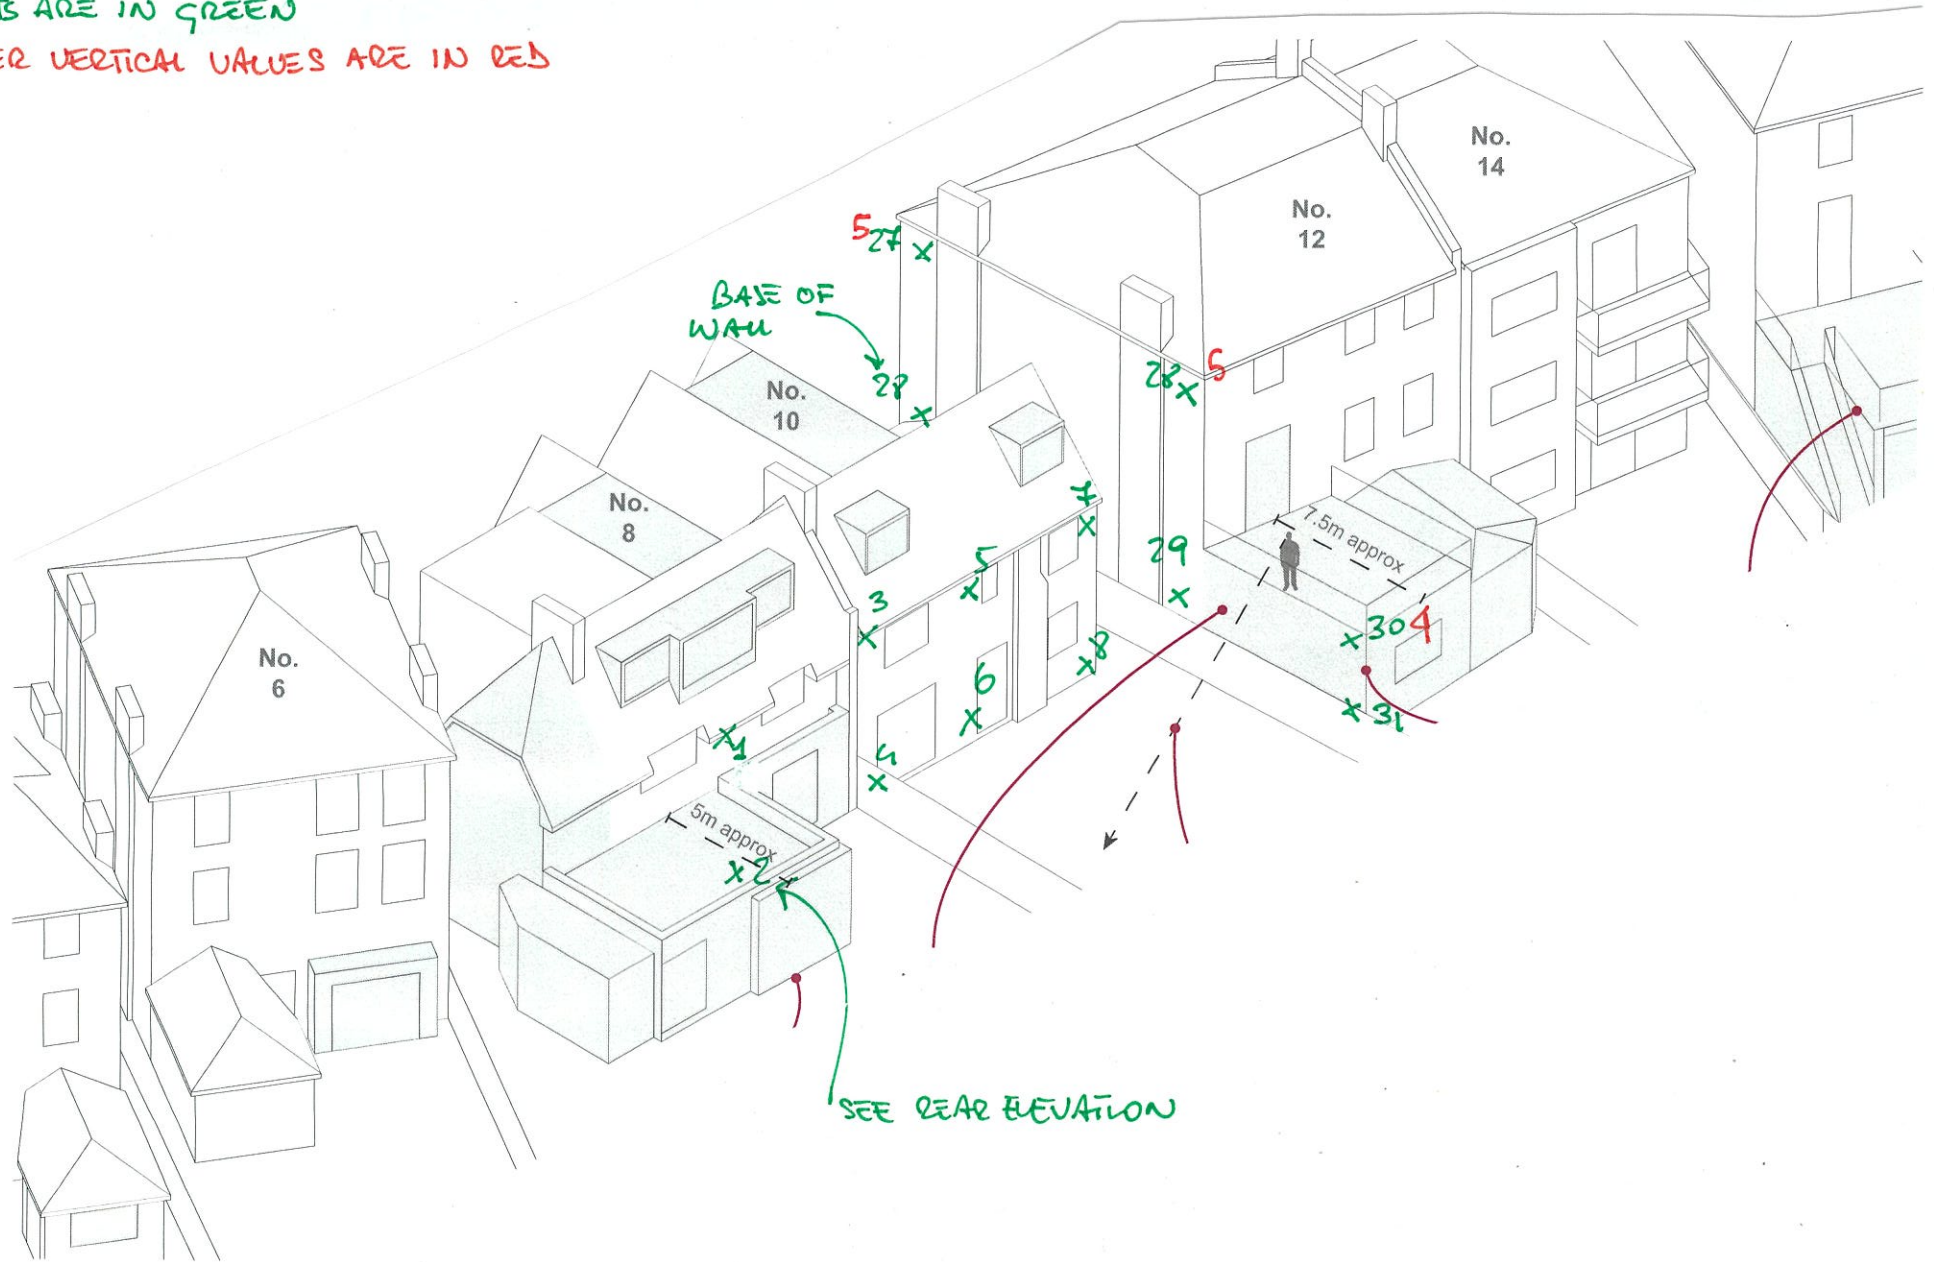 ARE IN GREEN
VERTICAL VALUES ARE IN RED
No.
14
No.
12
5
27 x
BASE OF
WALL
28
x
28 x
5
No.
10
7
x
7.5m approx
No.
8
5
x
29
x
3
x
x 30 4
8
x
No.
6
6
x
x 31
x 1
4
x
5m approx
x2
SEE REAR ELEVATION